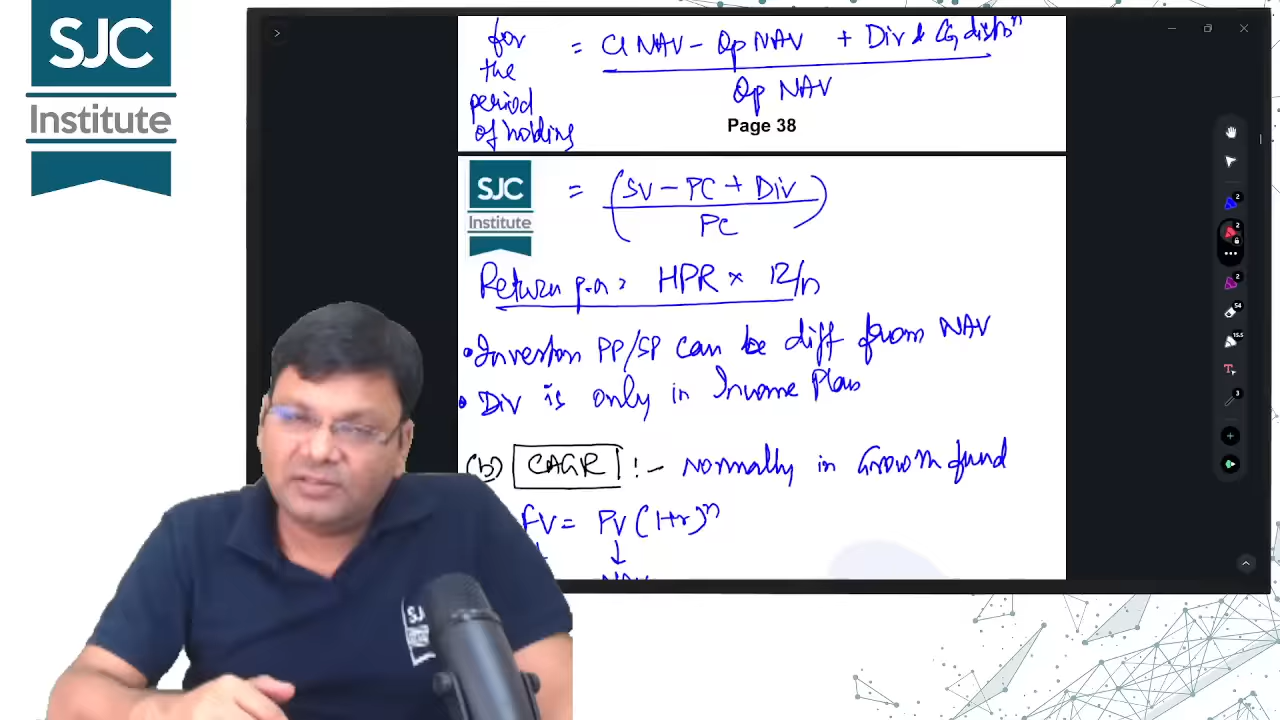 SJC
Institute
for
the
period
of holding
= Cl NAV - Op NAV + Div & CG distbn
Op NAV
Page 38
SJC
Institute
= (SV - PC + Div)
PC
Return p.a = HPR × 12/n
• Investors PP/SP can be diff from NAV
• Div is only in Income Plan
(b) CAGR :- Normally in Growth fund
FV = PV (1+r)^n
↓
SJ